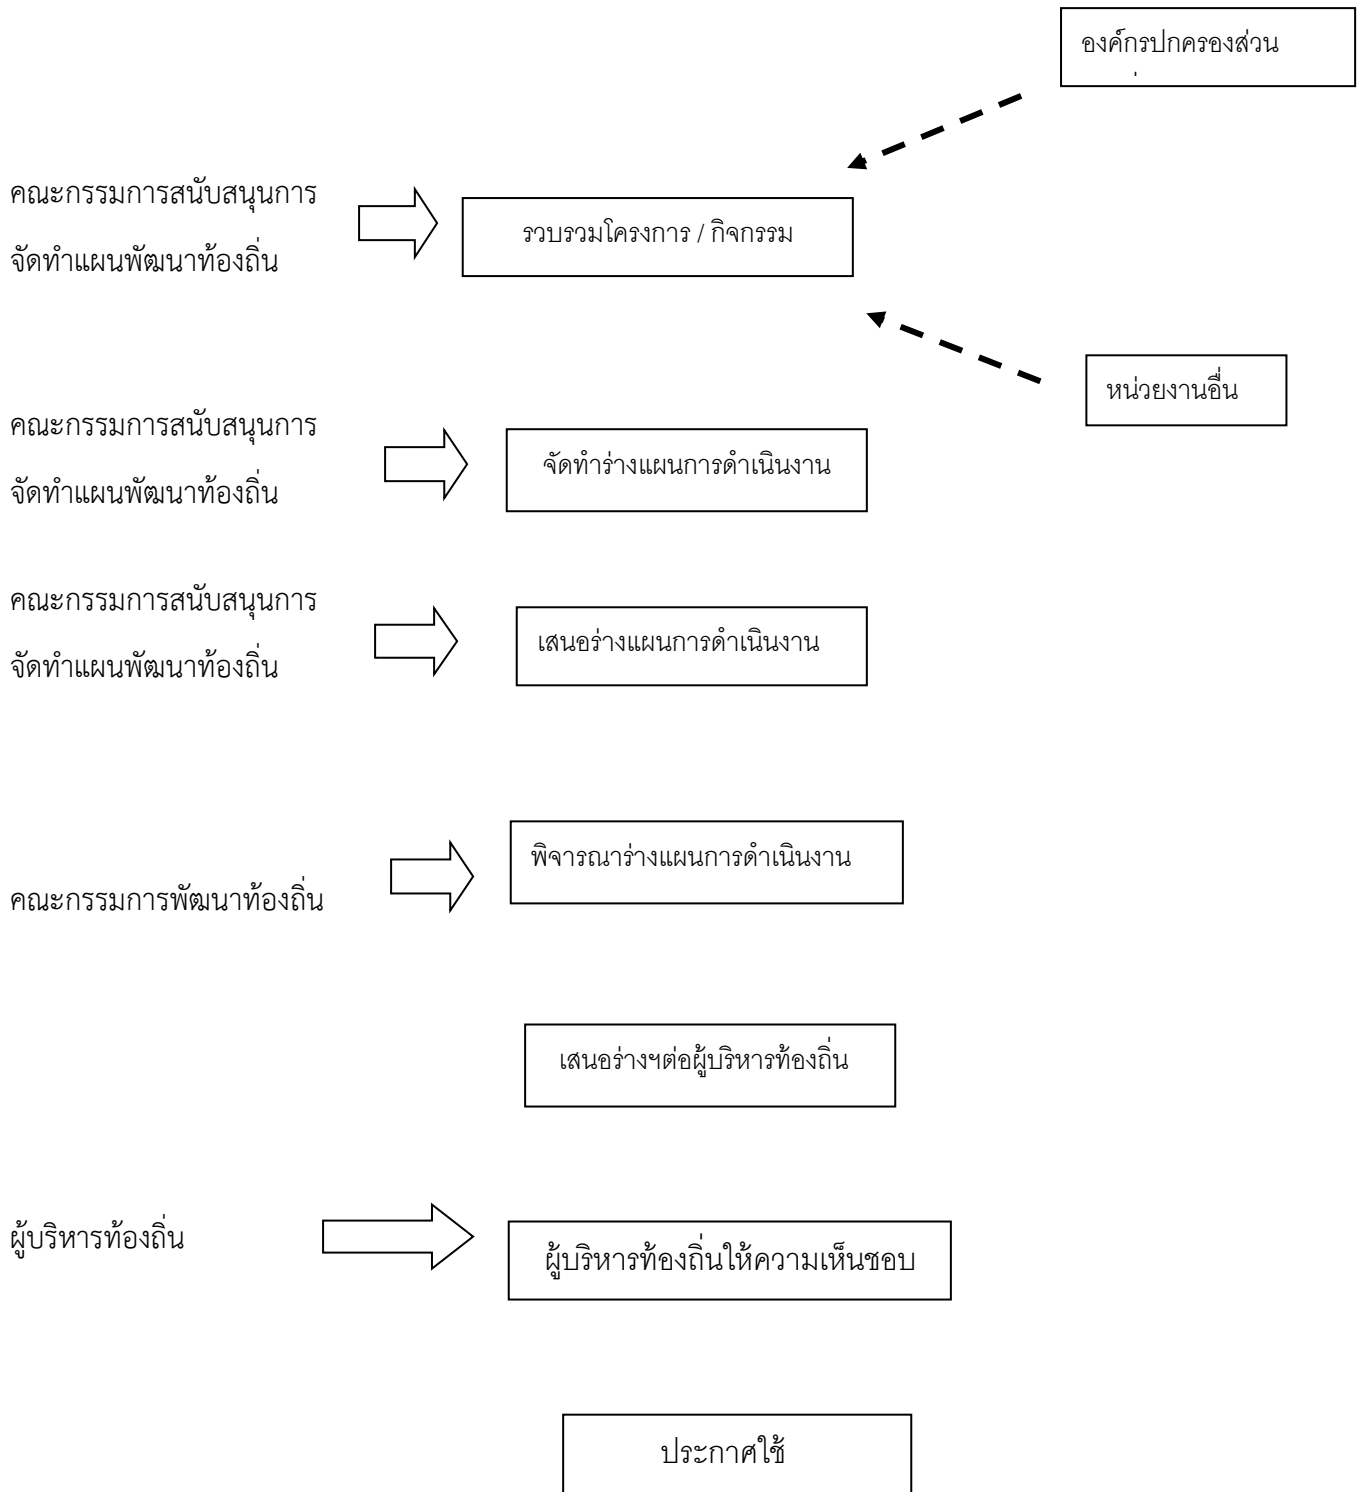 องค์กรปกครองส่วน
คณะกรรมการสนับสนุนการ
จัดทำแผนพัฒนาท้องถิ่น
รวบรวมโครงการ / กิจกรรม
หน่วยงานอื่น
คณะกรรมการสนับสนุนการ
จัดทำแผนพัฒนาท้องถิ่น
จัดทำร่างแผนการดำเนินงาน
คณะกรรมการสนับสนุนการ
จัดทำแผนพัฒนาท้องถิ่น
เสนอร่างแผนการดำเนินงาน
พิจารณาร่างแผนการดำเนินงาน
คณะกรรมการพัฒนาท้องถิ่น
เสนอร่างฯต่อผู้บริหารท้องถิ่น
ผู้บริหารท้องถิ่น
ผู้บริหารท้องถิ่นให้ความเห็นชอบ
ประกาศใช้